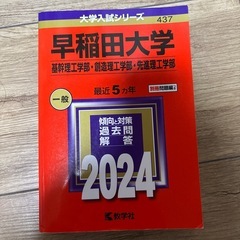 大学入試シリーズ
437
早稲田大学
基幹理工学部・創造理工学部・先進理工学部
一般
最近5カ年
別冊問題編
傾向と対策
過去問
解答
2024
教学社